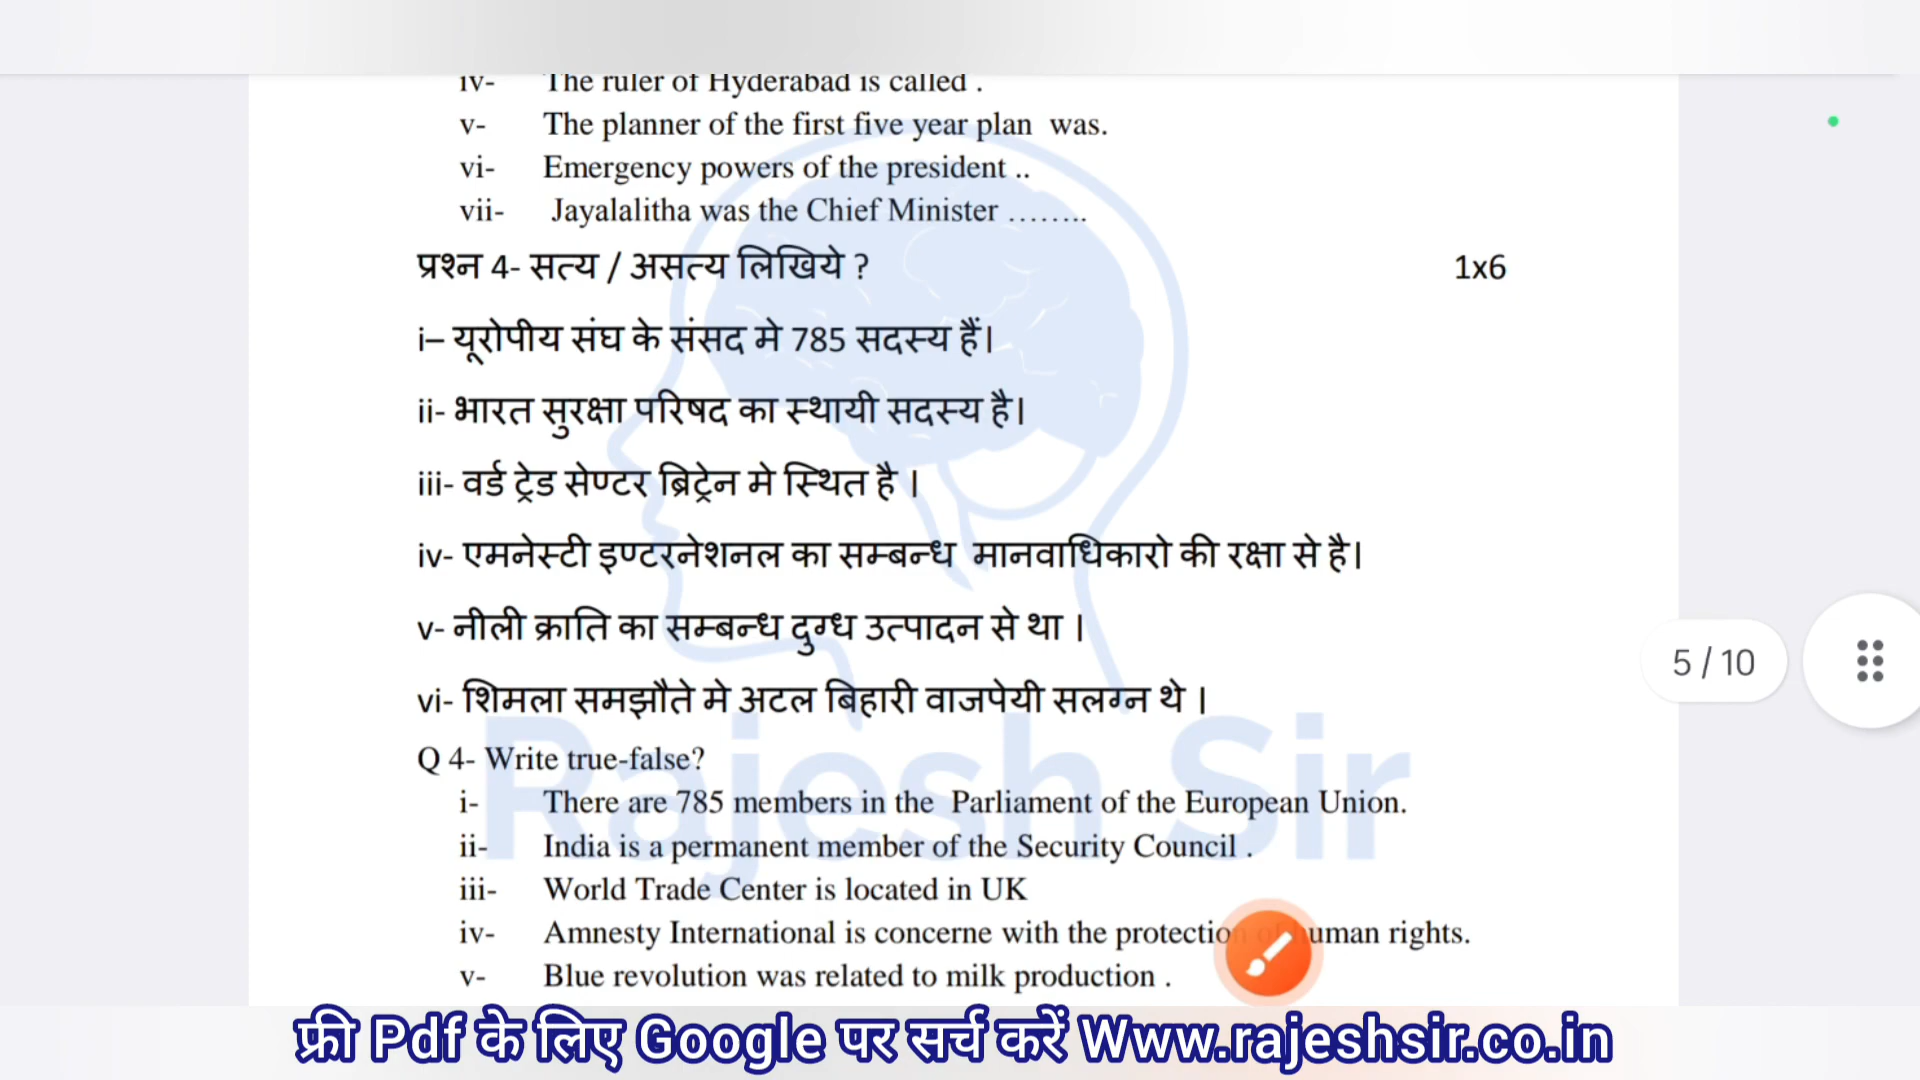 iv- The ruler of Hyderabad is called .
v- The planner of the first five year plan was.
vi- Emergency powers of the president ..
vii- Jayalalitha was the Chief Minister ……..
प्रश्न 4- सत्य / असत्य लिखिये ? 1x6
i– यूरोपीय संघ के संसद मे 785 सदस्य हैं।
ii- भारत सुरक्षा परिषद का स्थायी सदस्य है।
iii- वर्ड ट्रेड सेण्टर ब्रिट्रेन मे स्थित है ।
iv- एमनेस्टी इण्टरनेशनल का सम्बन्ध मानवाधिकारो की रक्षा से है।
v- नीली क्राति का सम्बन्ध दुग्ध उत्पादन से था ।
5 / 10
vi- शिमला समझौते मे अटल बिहारी वाजपेयी सलग्न थे ।
Rajesh Sir
Q 4- Write true-false?
i- There are 785 members in the Parliament of the European Union.
ii- India is a permanent member of the Security Council .
iii- World Trade Center is located in UK
iv- Amnesty International is concerne with the protection of human rights.
v- Blue revolution was related to milk production .
फ्री Pdf के लिए Google पर सर्च करें Www.rajeshsir.co.in